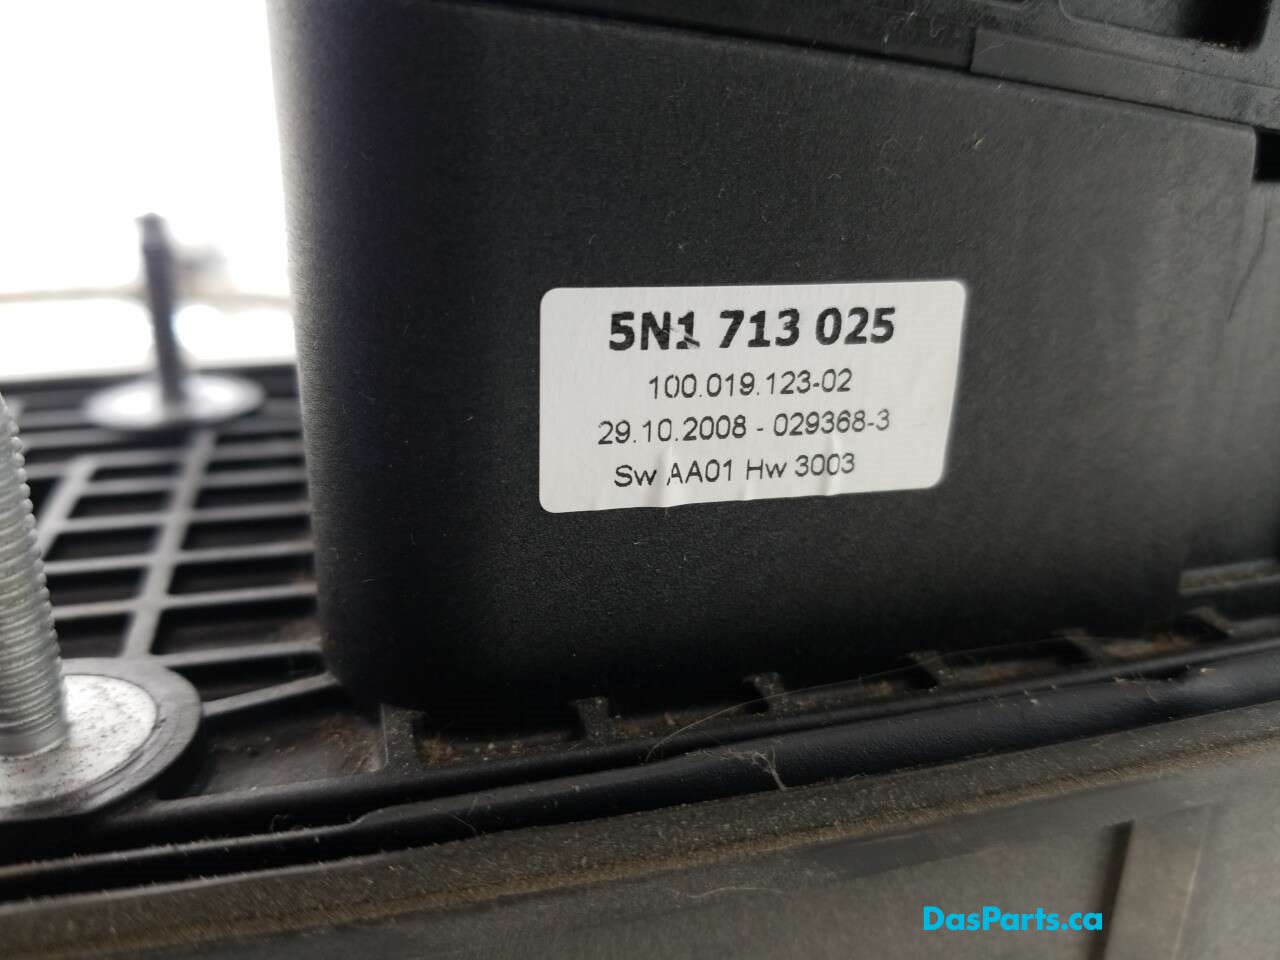 5N1 713 025
100.019.123-02
29.10.2008 - 029368-3
Sw AA01 Hw 3003
DasParts.ca